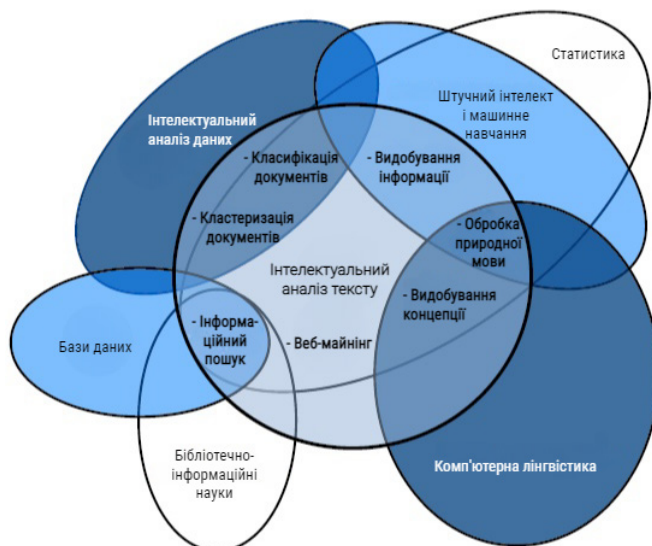 Статистика
Штучний інтелект
і машинне
навчання
Інтелектуальний
аналіз даних
- Класифікація
документів
- Видобування
інформації
- Кластеризація
документів
- Обробка
природної
мови
Інтелектуальний
аналіз тексту
- Видобування
концепції
- Інформа-
ційний
пошук
- Веб-майнінг
Бази даних
Бібліотечно-
інформаційні
науки
Комп'ютерна лінгвістика